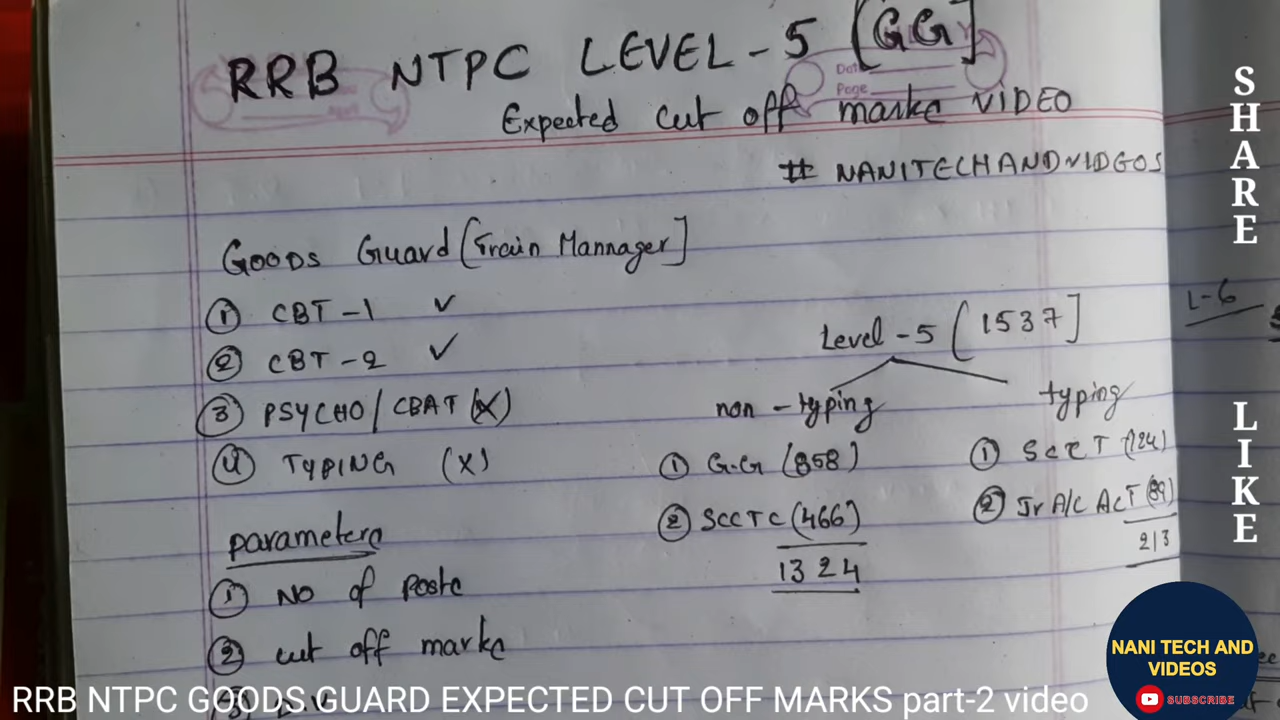 RRB NTPC LEVEL-5 [GG]
Date
Page
Expected cut off marks VIDEO
# NANITECHANDVIDEOS
Goods Guard [Train Mannager]
① CBT-1 ✓
② CBT-2 ✓
③ PSYCHO/CBAT (X)
④ TYPING (X)
Level-5 [1537]
non-typing
typing
① G.G (858)
② SCCTC (466)
1324
① SCCT (124)
② Jr A/C ACT (89)
213
parameters
① NO of posts
② cut off marks
L-6
SHARE
LIKE
NANI TECH AND
VIDEOS
SUBSCRIBE
RRB NTPC GOODS GUARD EXPECTED CUT OFF MARKS part-2 video